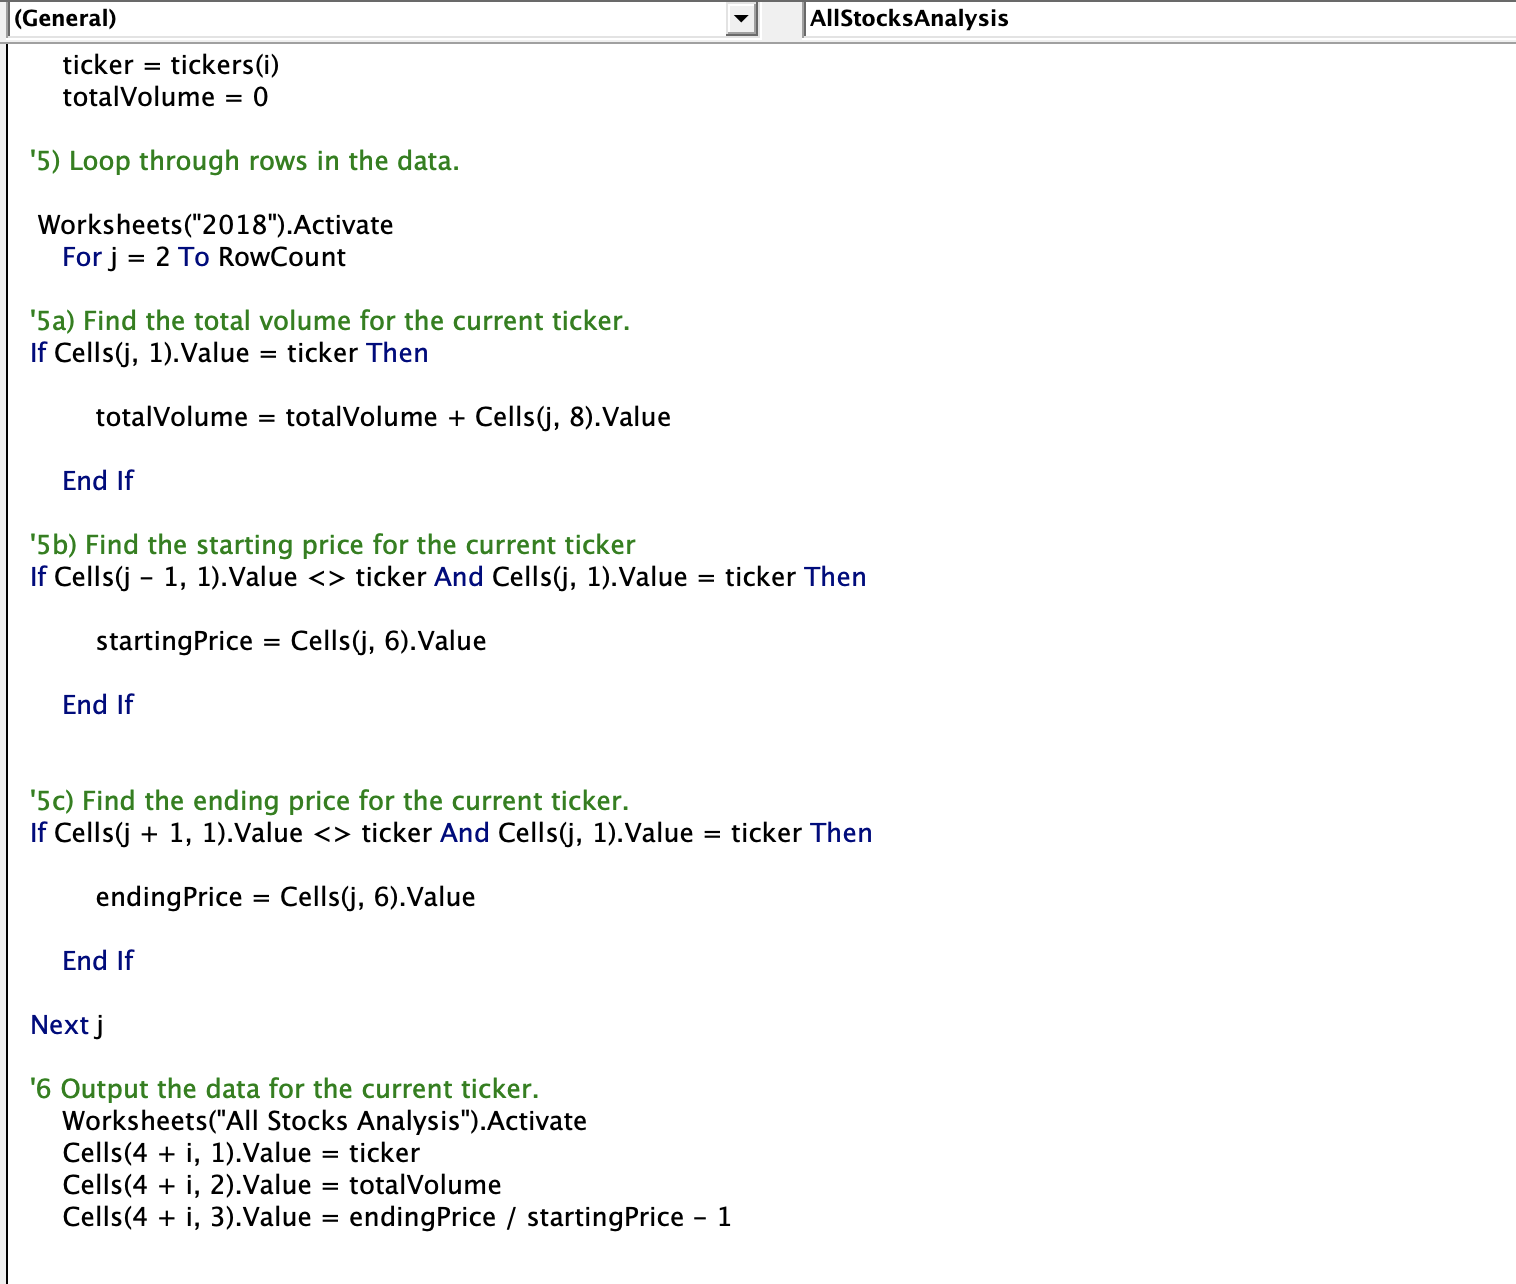 (General)
AllStocksAnalysis
ticker = tickers(i)
totalVolume = 0
'5) Loop through rows in the data.
Worksheets("2018").Activate
For j = 2 To RowCount
'5a) Find the total volume for the current ticker.
If Cells(j, 1).Value = ticker Then
totalVolume = totalVolume + Cells(j, 8).Value
End If
'5b) Find the starting price for the current ticker
If Cells(j - 1, 1).Value <> ticker And Cells(j, 1).Value = ticker Then
startingPrice = Cells(j, 6).Value
End If
'5c) Find the ending price for the current ticker.
If Cells(j + 1, 1).Value <> ticker And Cells(j, 1).Value = ticker Then
endingPrice = Cells(j, 6).Value
End If
Next j
'6 Output the data for the current ticker.
Worksheets("All Stocks Analysis").Activate
Cells(4 + i, 1).Value = ticker
Cells(4 + i, 2).Value = totalVolume
Cells(4 + i, 3).Value = endingPrice / startingPrice - 1